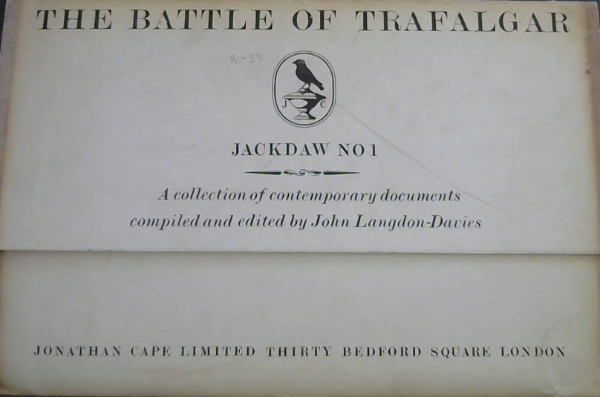 THE BATTLE OF TRAFALGAR
J C
JACKDAW NO 1
A collection of contemporary documents
compiled and edited by John Langdon-Davies
JONATHAN CAPE LIMITED THIRTY BEDFORD SQUARE LONDON